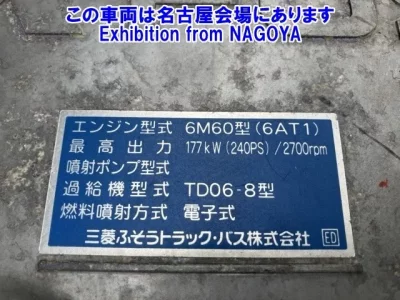 この車両は名古屋会場にあります
Exhibition from NAGOYA
エンジン型式 6M60型(6AT1)
最高出力 177kW(240PS)/2700rpm
噴射ポンプ型式
過給機型式 TD06-8型
燃料噴射方式 電子式
三菱ふそうトラック・バス株式会社 ED